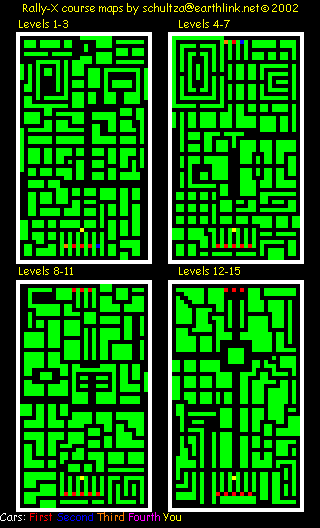 Rally-X course maps by schultza@earthlink.net© 2002
Levels 1-3
Levels 4-7
Levels 8-11
Levels 12-15
Cars: First Second Third Fourth You